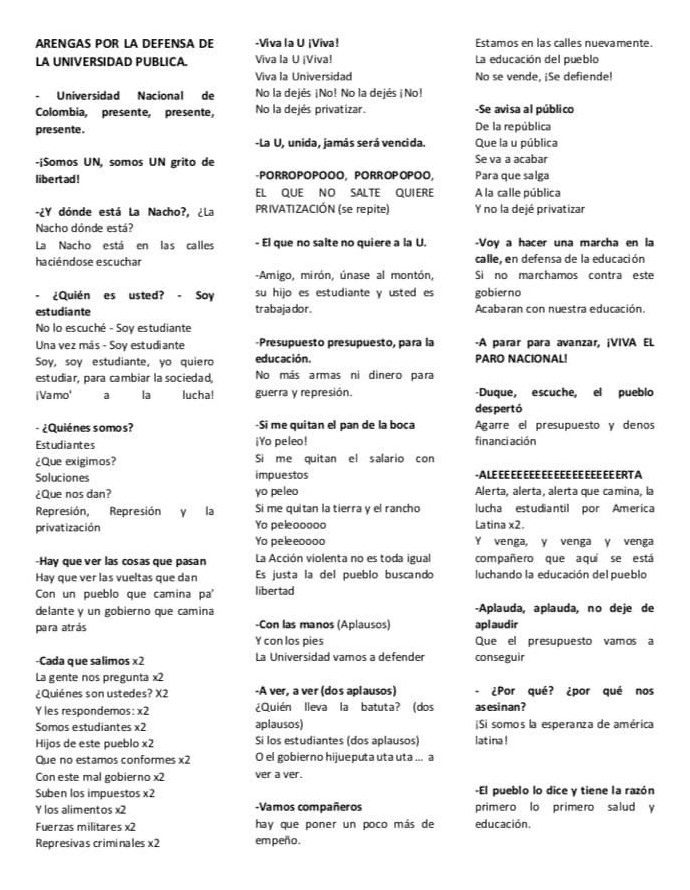 ARENGAS POR LA DEFENSA DE
LA UNIVERSIDAD PUBLICA.
- Universidad Nacional de
Colombia, presente, presente,
presente.
-¡Somos UN, somos UN grito de
libertad!
-¿Y dónde está La Nacho?, ¿La
Nacho dónde está?
La Nacho está en las calles
haciéndose escuchar
- ¿Quién es usted? - Soy
estudiante
No lo escuché - Soy estudiante
Una vez más - Soy estudiante
Soy, soy estudiante, yo quiero
estudiar, para cambiar la sociedad,
¡Vamo' a la lucha!
- ¿Quiénes somos?
Estudiantes
¿Que exigimos?
Soluciones
¿Que nos dan?
Represión, Represión y la
privatización
-Hay que ver las cosas que pasan
Hay que ver las vueltas que dan
Con un pueblo que camina pa'
delante y un gobierno que camina
para atrás
-Cada que salimos x2
La gente nos pregunta x2
¿Quiénes son ustedes? X2
Y les respondemos: x2
Somos estudiantes x2
Hijos de este pueblo x2
Que no estamos conformes x2
Con este mal gobierno x2
Suben los impuestos x2
Y los alimentos x2
Fuerzas militares x2
Represivas criminales x2
-Viva la U ¡Viva!
Viva la U ¡Viva!
Viva la Universidad
No la dejés ¡No! No la dejés ¡No!
No la dejés privatizar.
-La U, unida, jamás será vencida.
-PORROPOPOOO, PORROPOPOO,
EL QUE NO SALTE QUIERE
PRIVATIZACIÓN (se repite)
- El que no salte no quiere a la U.
-Amigo, mirón, únase al montón,
su hijo es estudiante y usted es
trabajador.
-Presupuesto presupuesto, para la
educación.
No más armas ni dinero para
guerra y represión.
-Si me quitan el pan de la boca
¡Yo peleo!
Si me quitan el salario con
impuestos
yo peleo
Si me quitan la tierra y el rancho
Yo peleooooo
Yo peleeoooo
La Acción violenta no es toda igual
Es justa la del pueblo buscando
libertad
-Con las manos (Aplausos)
Y con los pies
La Universidad vamos a defender
-A ver, a ver (dos aplausos)
¿Quién lleva la batuta? (dos
aplausos)
Si los estudiantes (dos aplausos)
O el gobierno hijueputa uta uta ... a
ver a ver.
-Vamos compañeros
hay que poner un poco más de
empeño.
Estamos en las calles nuevamente.
La educación del pueblo
No se vende, ¡Se defiende!
-Se avisa al público
De la república
Que la u pública
Se va a acabar
Para que salga
A la calle pública
Y no la dejé privatizar
-Voy a hacer una marcha en la
calle, en defensa de la educación
Si no marchamos contra este
gobierno
Acabaran con nuestra educación.
-A parar para avanzar, ¡VIVA EL
PARO NACIONAL!
-Duque, escuche, el pueblo
despertó
Agarre el presupuesto y denos
financiación
-ALEEEEEEEEEEEEEEEEEEEEERTA
Alerta, alerta, alerta que camina, la
lucha estudiantil por America
Latina x2.
Y venga, y venga y venga
compañero que aquí se está
luchando la educación del pueblo
-Aplauda, aplauda, no deje de
aplaudir
Que el presupuesto vamos a
conseguir
- ¿Por qué? ¿por qué nos
asesinan?
¡Si somos la esperanza de américa
latina!
-El pueblo lo dice y tiene la razón
primero lo primero salud y
educación.